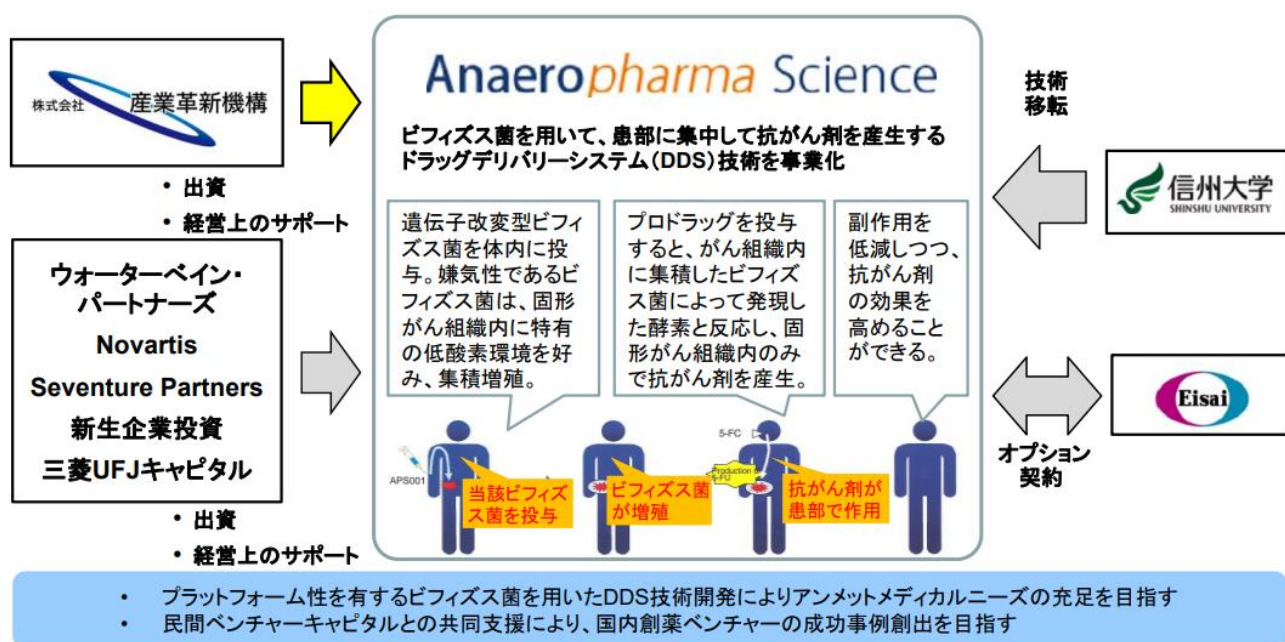 株式会社 産業革新機構
・ 出資
・ 経営上のサポート
ウォーターベイン・
パートナーズ
Novartis
Seventure Partners
新生企業投資
三菱UFJキャピタル
・ 出資
・ 経営上のサポート
Anaeropharma Science
ビフィズス菌を用いて、患部に集中して抗がん剤を産生する
ドラッグデリバリーシステム(DDS)技術を事業化
遺伝子改変型ビフィ
ズス菌を体内に投
与。嫌気性であるビ
フィズス菌は、固形
がん組織内に特有
の低酸素環境を好
み、集積増殖。
プロドラッグを投与
すると、がん組織内
に集積したビフィズ
ス菌によって発現し
た酵素と反応し、固
形がん組織内のみ
で抗がん剤を産生。
副作用を
低減しつつ、
抗がん剤
の効果を
高めること
ができる。
APS001
当該ビフィズ
ス菌を投与
ビフィズス菌
が増殖
5-FC
Production of
5-FU
抗がん剤が
患部で作用
技術
移転
信州大学
SHINSHU UNIVERSITY
Eisai
オプション
契約
・ プラットフォーム性を有するビフィズス菌を用いたDDS技術開発によりアンメットメディカルニーズの充足を目指す
・ 民間ベンチャーキャピタルとの共同支援により、国内創薬ベンチャーの成功事例創出を目指す